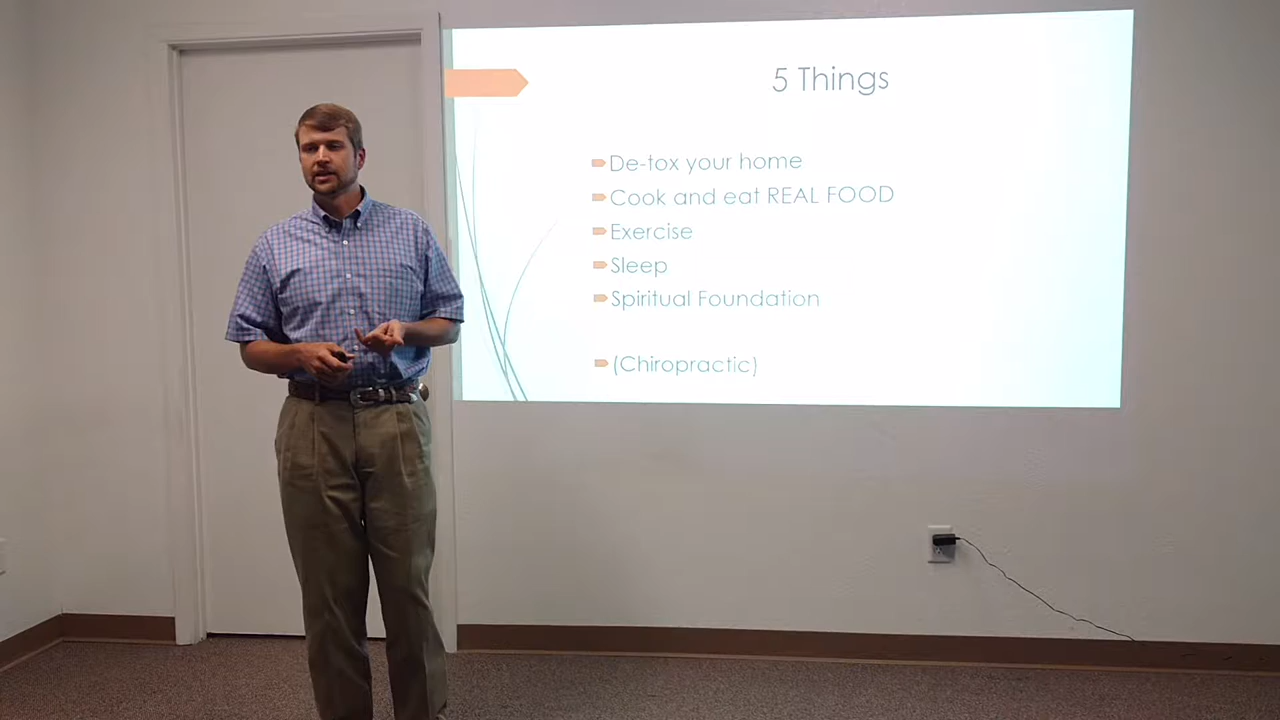 5 Things
De-tox your home
Cook and eat REAL FOOD
Exercise
Sleep
Spiritual Foundation
(Chiropractic)